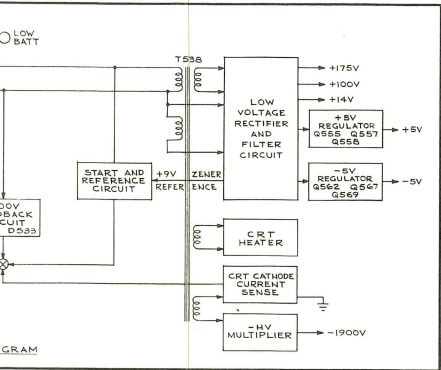 LOW
BATT
T538
+175V
+100V
+14V
LOW
VOLTAGE
RECTIFIER
AND
FILTER
CIRCUIT
+5V
REGULATOR
Q555 Q557
Q558
+5V
-5V
REGULATOR
Q562 Q567
Q569
-5V
START AND
REFERENCE
CIRCUIT
+9V ZENER
REFER ENCE
00V
DBACK
CUIT
D533
CRT
HEATER
CRT CATHODE
CURRENT
SENSE
-HV
MULTIPLIER
-1900V
GRAM